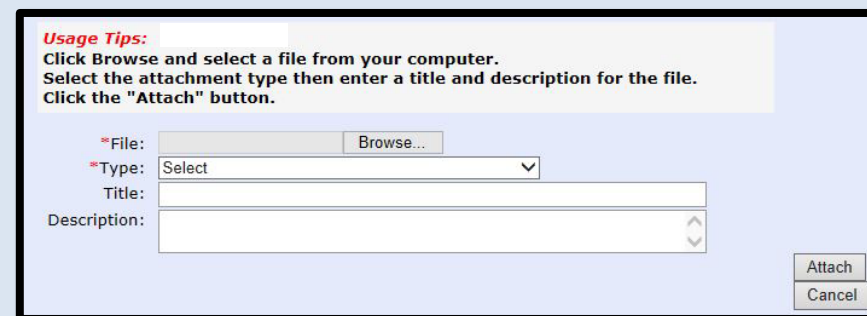 Usage Tips:
Click Browse and select a file from your computer.
Select the attachment type then enter a title and description for the file.
Click the "Attach" button.
*File: Browse...
*Type: Select
Title:
Description:
Attach
Cancel